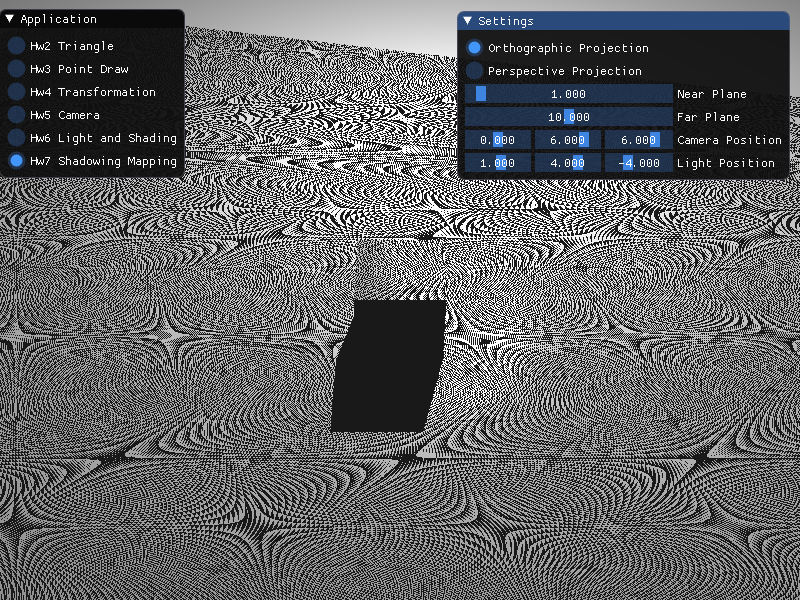 Application
Hw2 Triangle
Hw3 Point Draw
Hw4 Transformation
Hw5 Camera
Hw6 Light and Shading
Hw7 Shadowing Mapping
Settings
Orthographic Projection
Perspective Projection
1.000 Near Plane
10.000 Far Plane
0.000 6.000 6.000 Camera Position
1.000 4.000 -4.000 Light Position